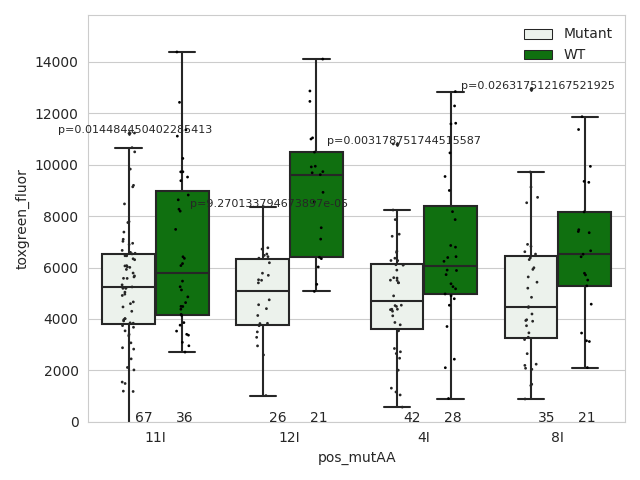 Mutant
WT
14000
12000
10000
8000
6000
4000
2000
0
toxgreen_fluor
p=0.014484450402285413
p=9.270133794673897e-05
p=0.003178751744515587
p=0.026317512167521925
67 36 26 21 42 28 35 21
11I 12I 4I 8I
pos_mutAA